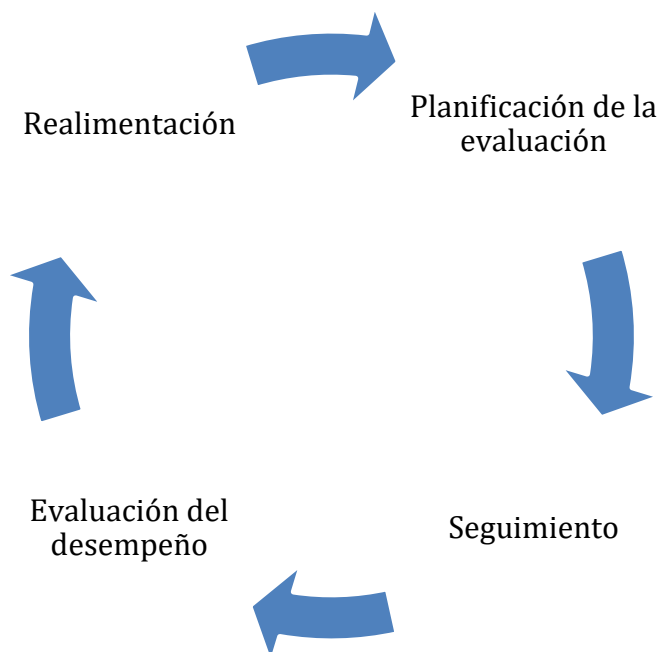 Realimentación
Planificación de la
evaluación
Evaluación del
desempeño
Seguimiento